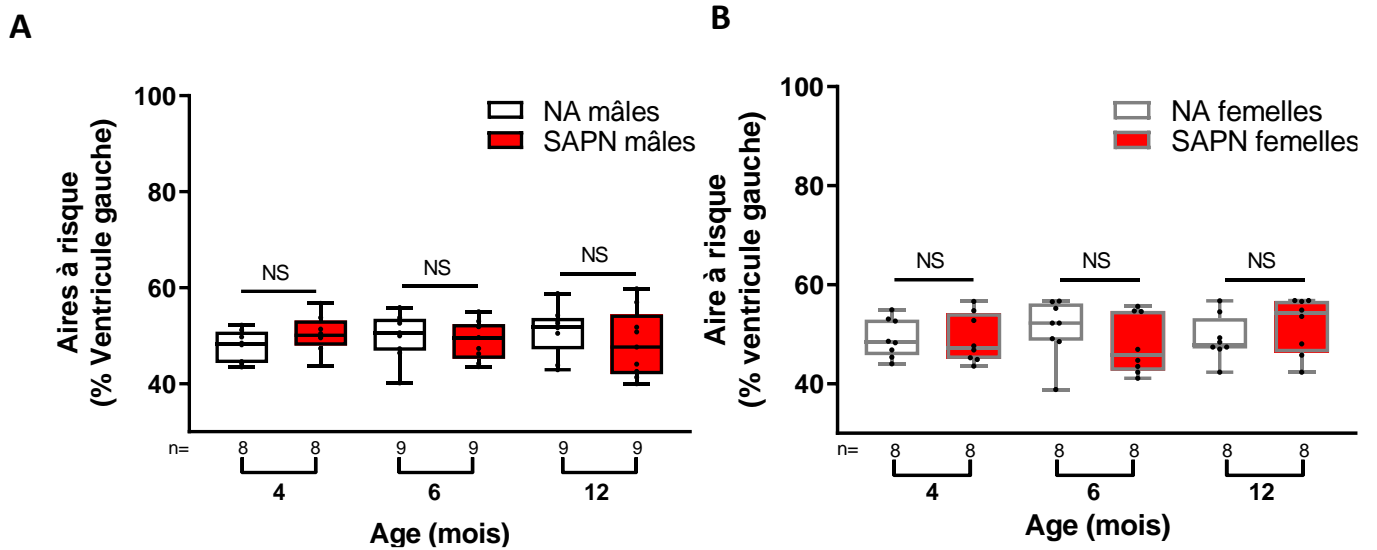 A
Aires à risque
(% Ventricule gauche)
100
80
60
40
NA mâles
SAPN mâles
NS
NS
NS
n=
8
8
9
9
9
9
4
6
12
Age (mois)
B
Aire à risque
(% ventricule gauche)
100
80
60
40
NA femelles
SAPN femelles
NS
NS
NS
n=
8
8
8
8
8
8
4
6
12
Age (mois)